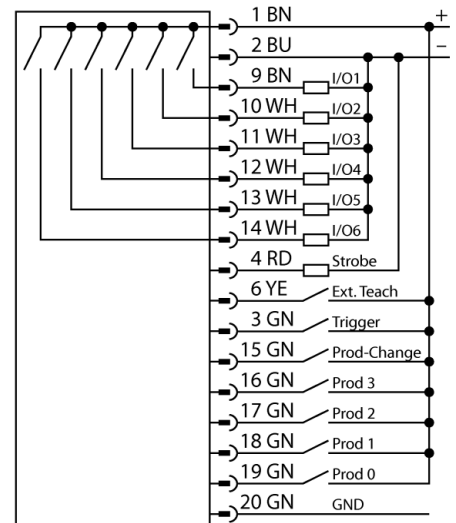 1 BN +
2 BU −
9 BN I/O1
10 WH I/O2
11 WH I/O3
12 WH I/O4
13 WH I/O5
14 WH I/O6
4 RD Strobe
6 YE Ext. Teach
3 GN Trigger
15 GN Prod-Change
16 GN Prod 3
17 GN Prod 2
18 GN Prod 1
19 GN Prod 0
20 GN GND